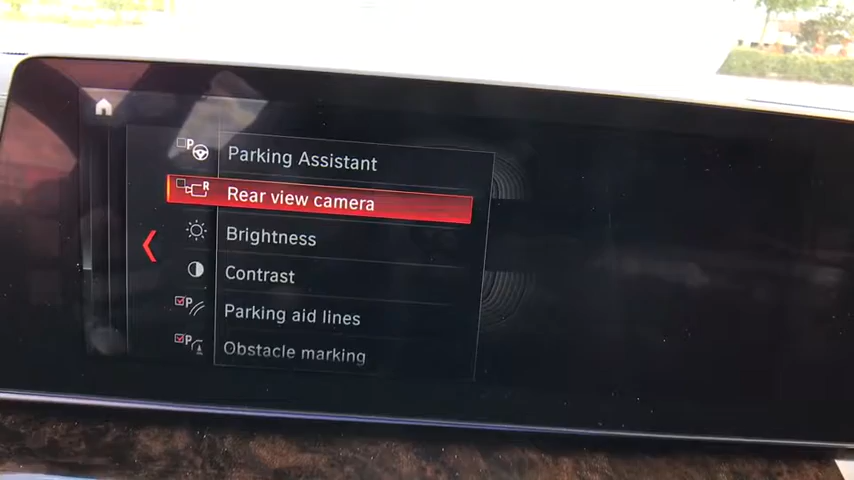 P
Parking Assistant
R
Rear view camera
Brightness
Contrast
P
Parking aid lines
P
Obstacle marking